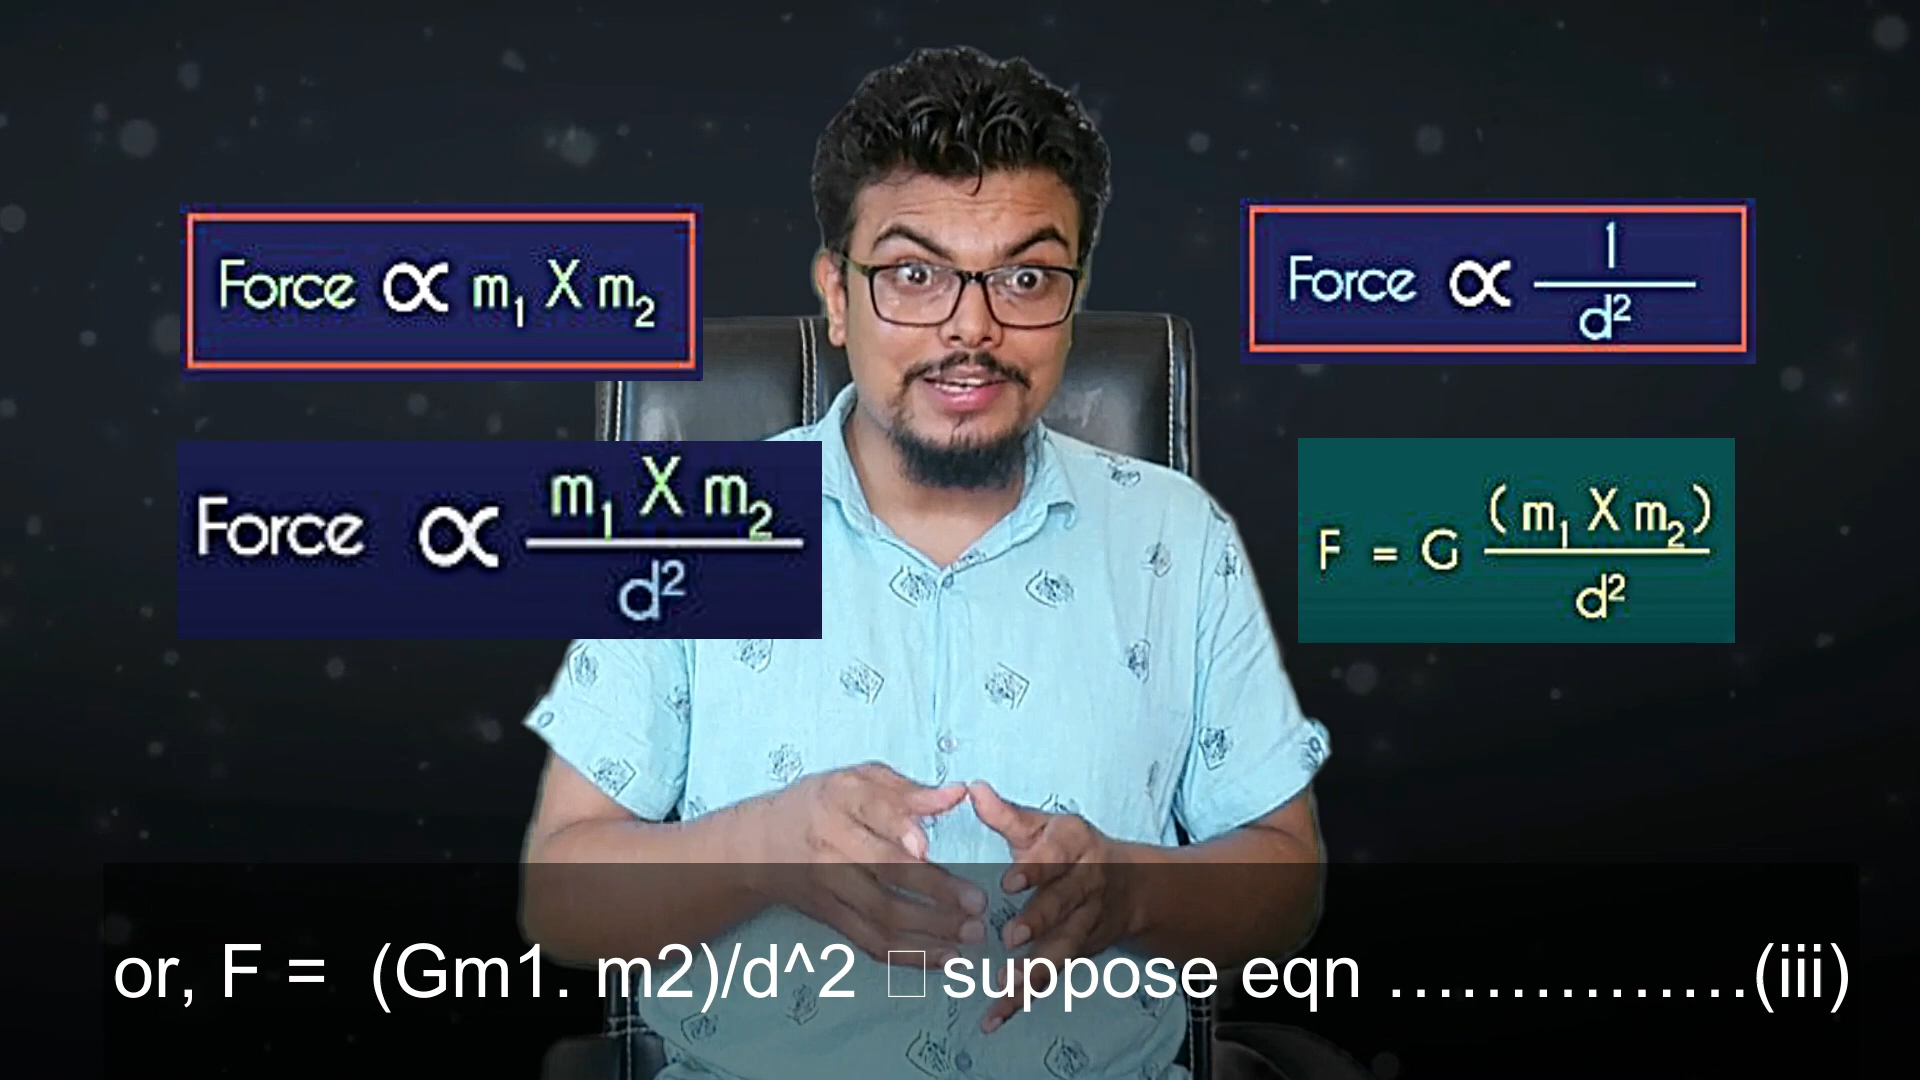 Force ∝ m₁ X m₂
Force ∝ 1/d²
Force ∝ m₁ X m₂/d²
F = G (m₁ X m₂)/d²
or, F = (Gm1. m2)/d^2 □ suppose eqn ……………(iii)